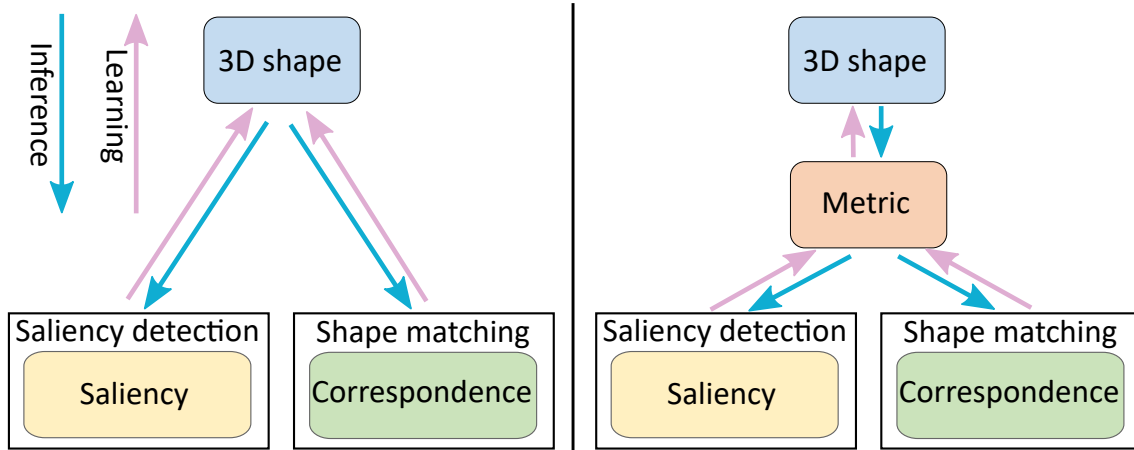 Inference
Learning
3D shape
Saliency detection
Saliency
Shape matching
Correspondence
3D shape
Metric
Saliency detection
Saliency
Shape matching
Correspondence